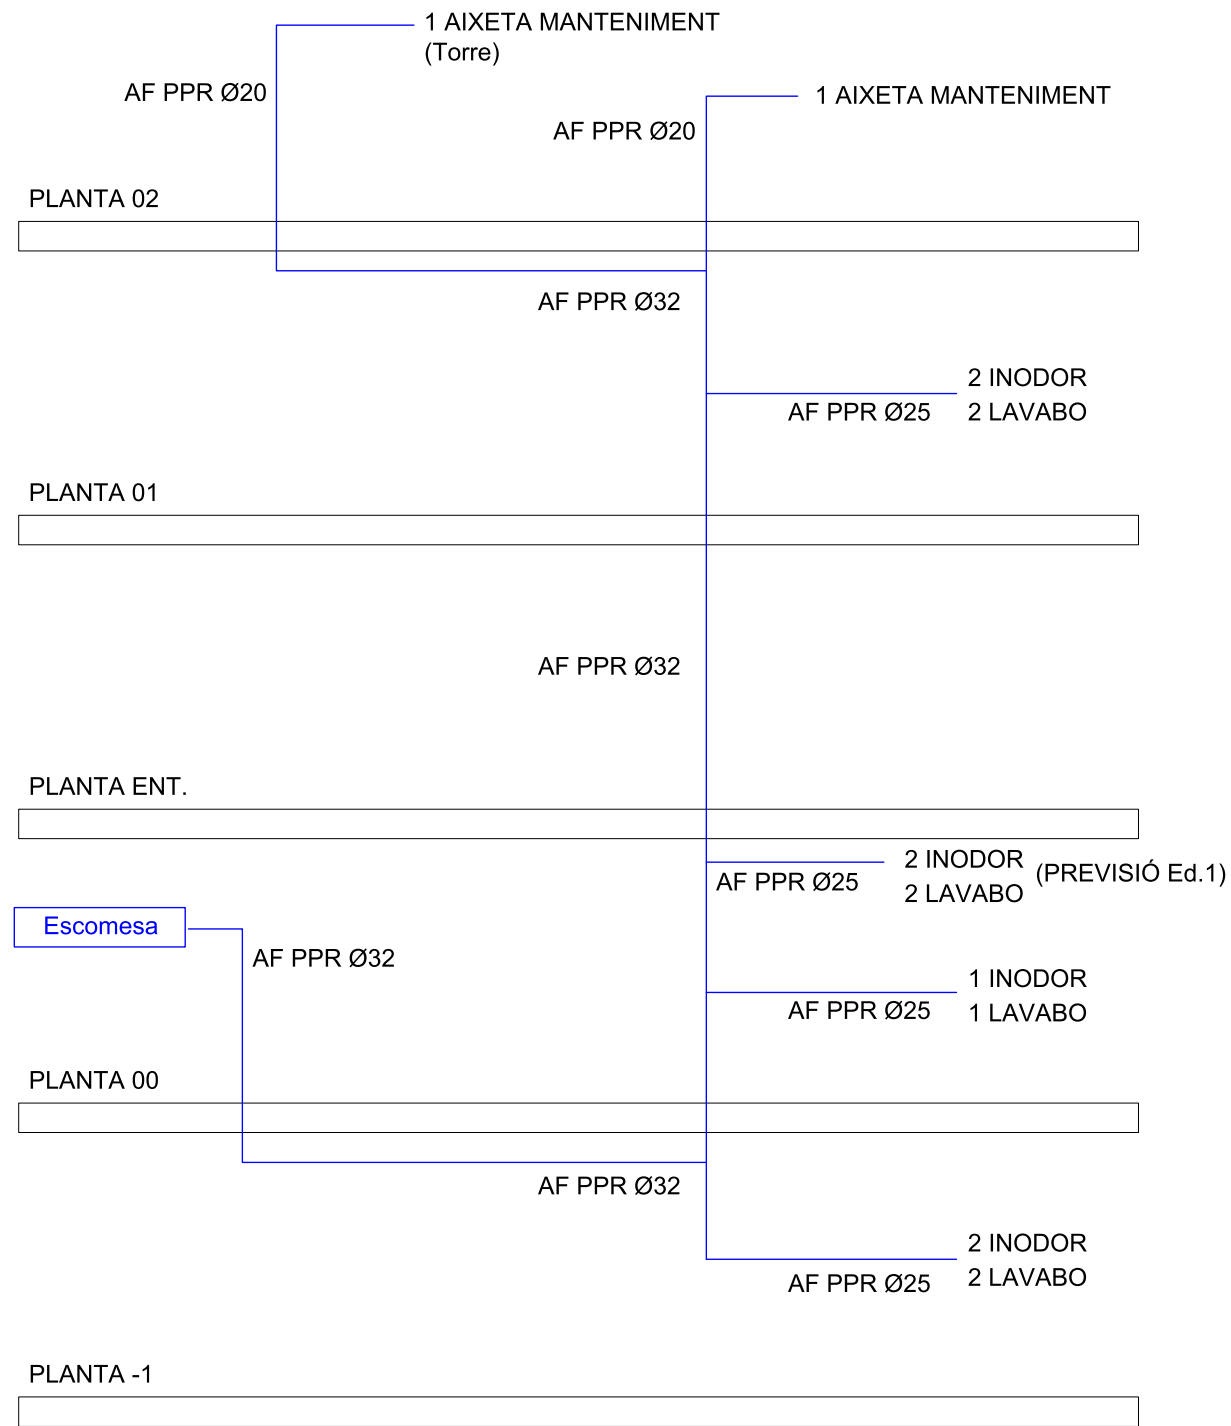 1 AIXETA MANTENIMENT
(Torre)
AF PPR Ø20
1 AIXETA MANTENIMENT
AF PPR Ø20
PLANTA 02
AF PPR Ø32
2 INODOR
AF PPR Ø25
2 LAVABO
PLANTA 01
AF PPR Ø32
PLANTA ENT.
2 INODOR
(PREVISIÓ Ed.1)
AF PPR Ø25
2 LAVABO
Escomesa
AF PPR Ø32
1 INODOR
AF PPR Ø25
1 LAVABO
PLANTA 00
AF PPR Ø32
2 INODOR
AF PPR Ø25
2 LAVABO
PLANTA -1